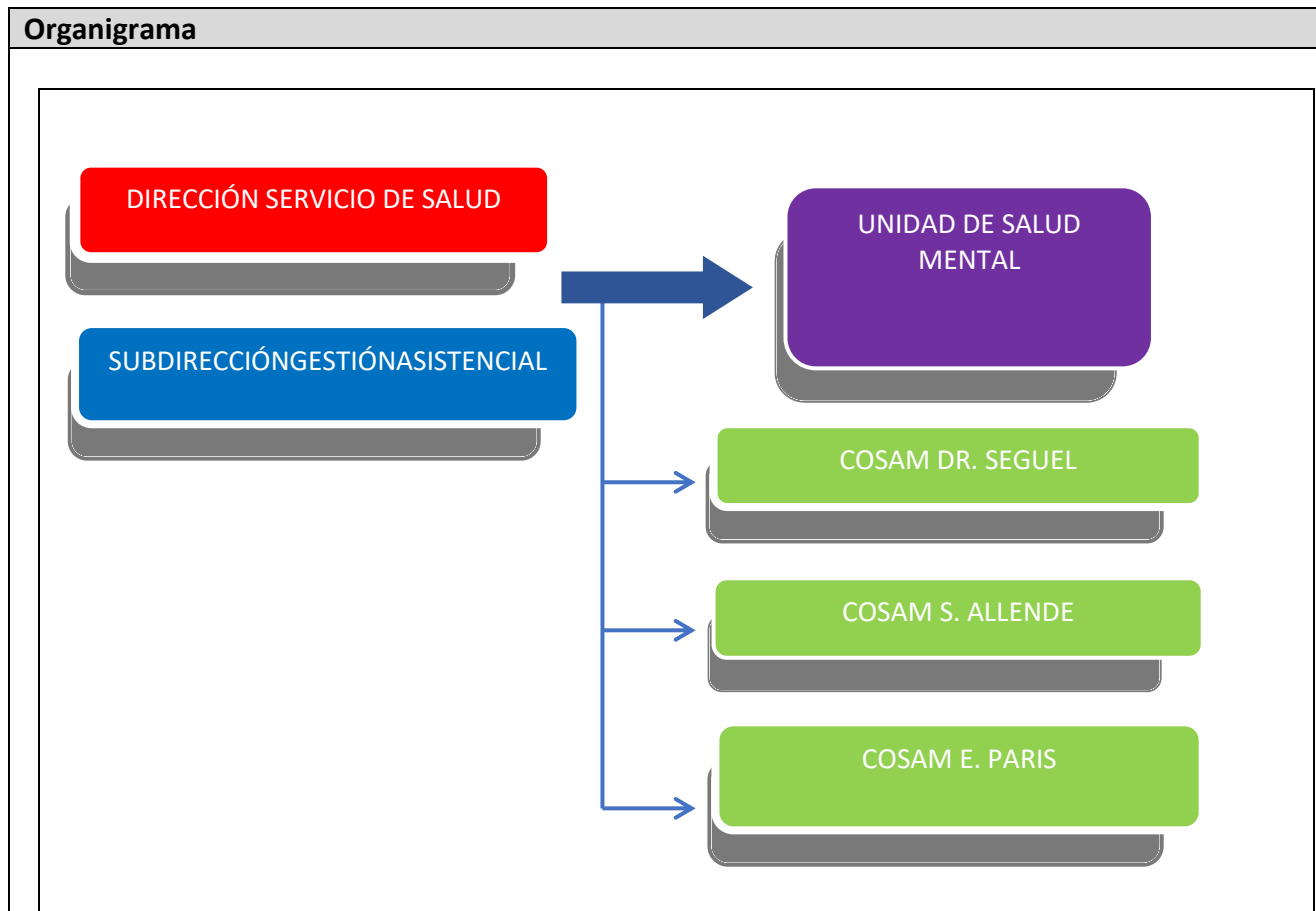 Organigrama
DIRECCIÓN SERVICIO DE SALUD
UNIDAD DE SALUD
MENTAL
SUBDIRECCIÓNGESTIÓNASISTENCIAL
COSAM DR. SEGUEL
COSAM S. ALLENDE
COSAM E. PARIS